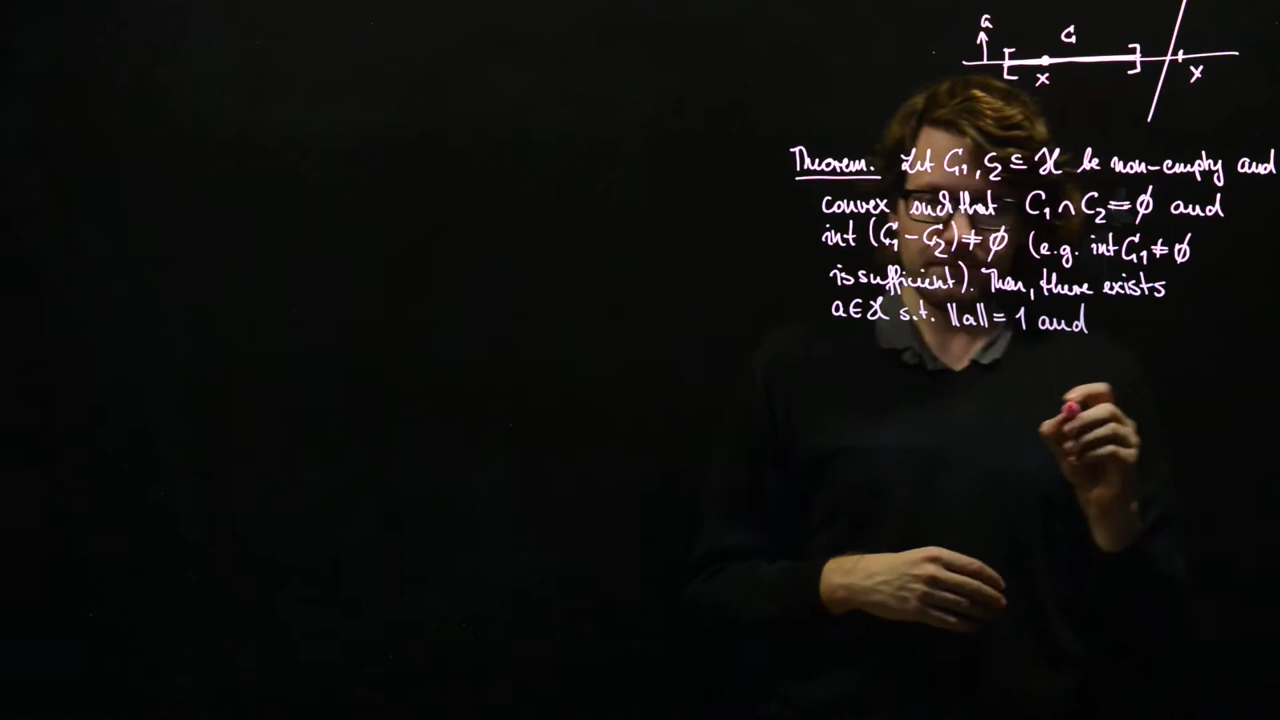 a C
x x
Theorem. Let C₁, C₂ ⊆ ℋ be non-empty and
convex such that C₁ ∩ C₂ = ∅ and
int (C₁ - C₂) ≠ ∅ (e.g. int C₁ ≠ ∅
is sufficient). Then, there exists
a ∈ ℋ s.t. ||a|| = 1 and